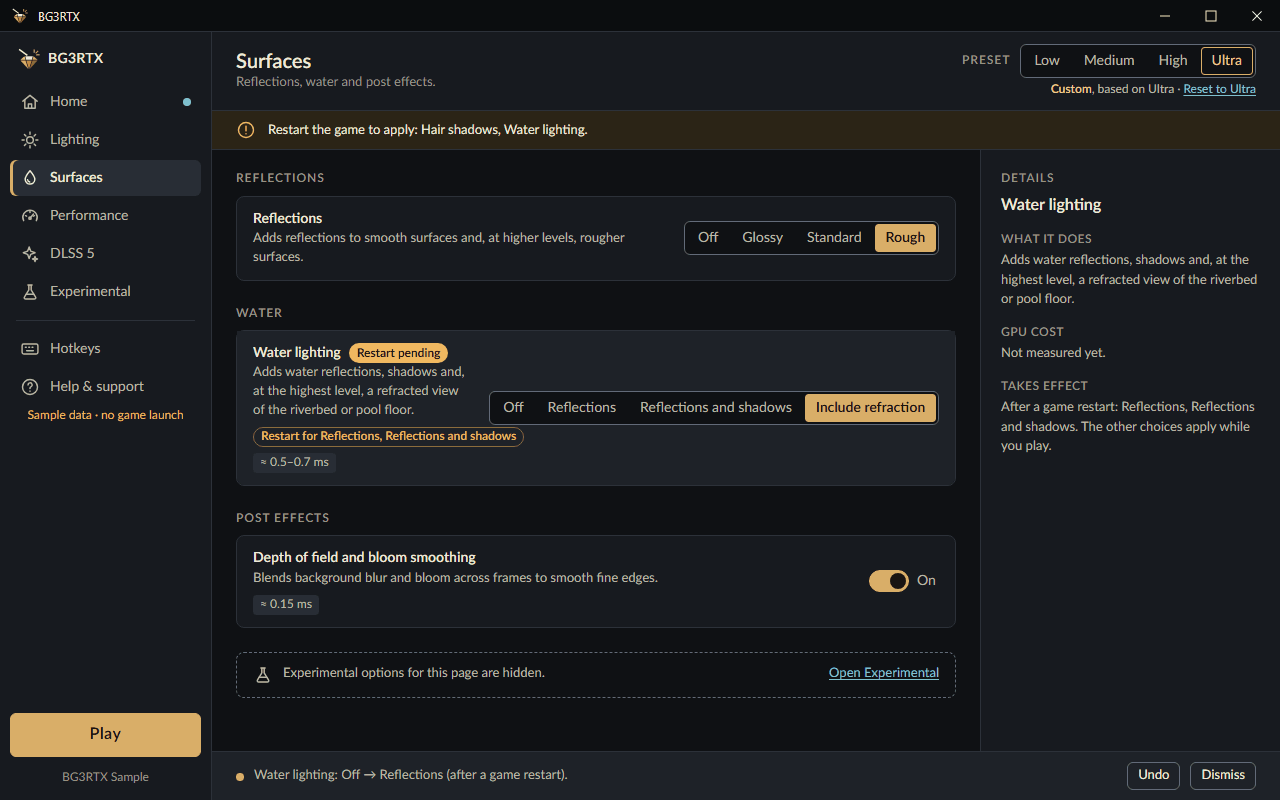 BG3RTX
BG3RTX
Home
Lighting
Surfaces
Performance
DLSS 5
Experimental
Hotkeys
Help & support
Sample data · no game launch
Play
BG3RTX Sample
Surfaces
Reflections, water and post effects.
PRESET
Low Medium High Ultra
Custom, based on Ultra · Reset to Ultra
Restart the game to apply: Hair shadows, Water lighting.
REFLECTIONS
Reflections
Adds reflections to smooth surfaces and, at higher levels, rougher
surfaces.
Off Glossy Standard Rough
WATER
Water lighting Restart pending
Adds water reflections, shadows and,
at the highest level, a refracted view
of the riverbed or pool floor.
Off Reflections Reflections and shadows Include refraction
Restart for Reflections, Reflections and shadows
≈ 0.5–0.7 ms
POST EFFECTS
Depth of field and bloom smoothing
Blends background blur and bloom across frames to smooth fine edges.
≈ 0.15 ms
On
Experimental options for this page are hidden.
Open Experimental
DETAILS
Water lighting
WHAT IT DOES
Adds water reflections, shadows and, at the
highest level, a refracted view of the riverbed
or pool floor.
GPU COST
Not measured yet.
TAKES EFFECT
After a game restart: Reflections, Reflections
and shadows. The other choices apply while
you play.
Water lighting: Off → Reflections (after a game restart).
Undo
Dismiss